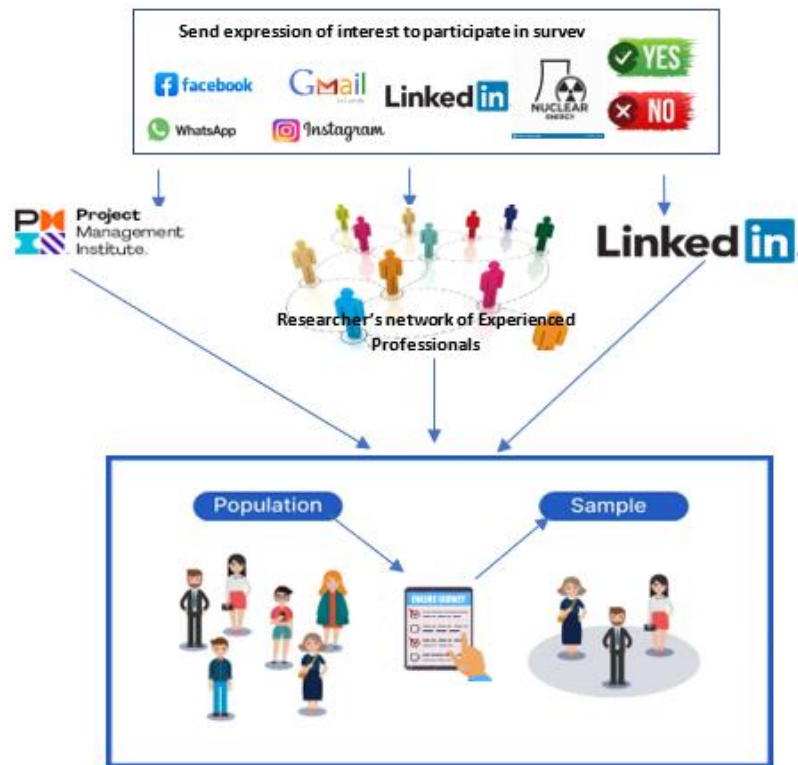 Send expression of interest to participate in survev
facebook
GMail
LinkedIn
NUCLEAR
ENERGY
YES
WhatsApp
Instagram
NO
Project
Management
Institute.
LinkedIn
Researcher's network of Experienced
Professionals
Population
Sample
ONLINE SURVEY